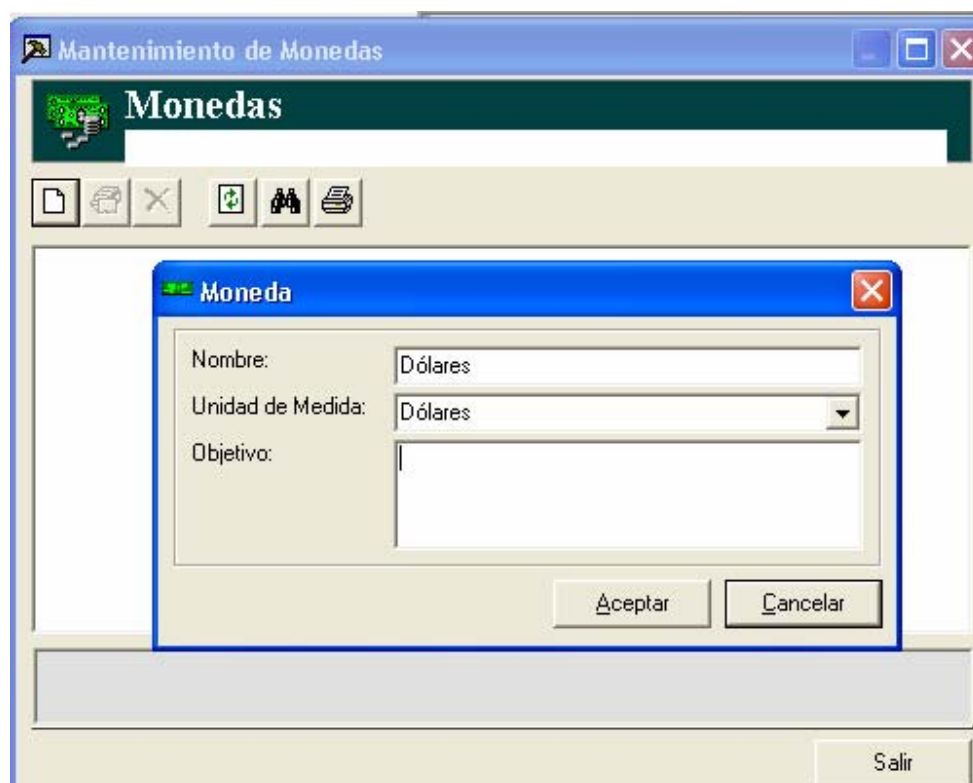 Mantenimiento de Monedas
Monedas
Moneda
Nombre: Dólares
Unidad de Medida: Dólares
Objetivo:
Aceptar Cancelar
Salir